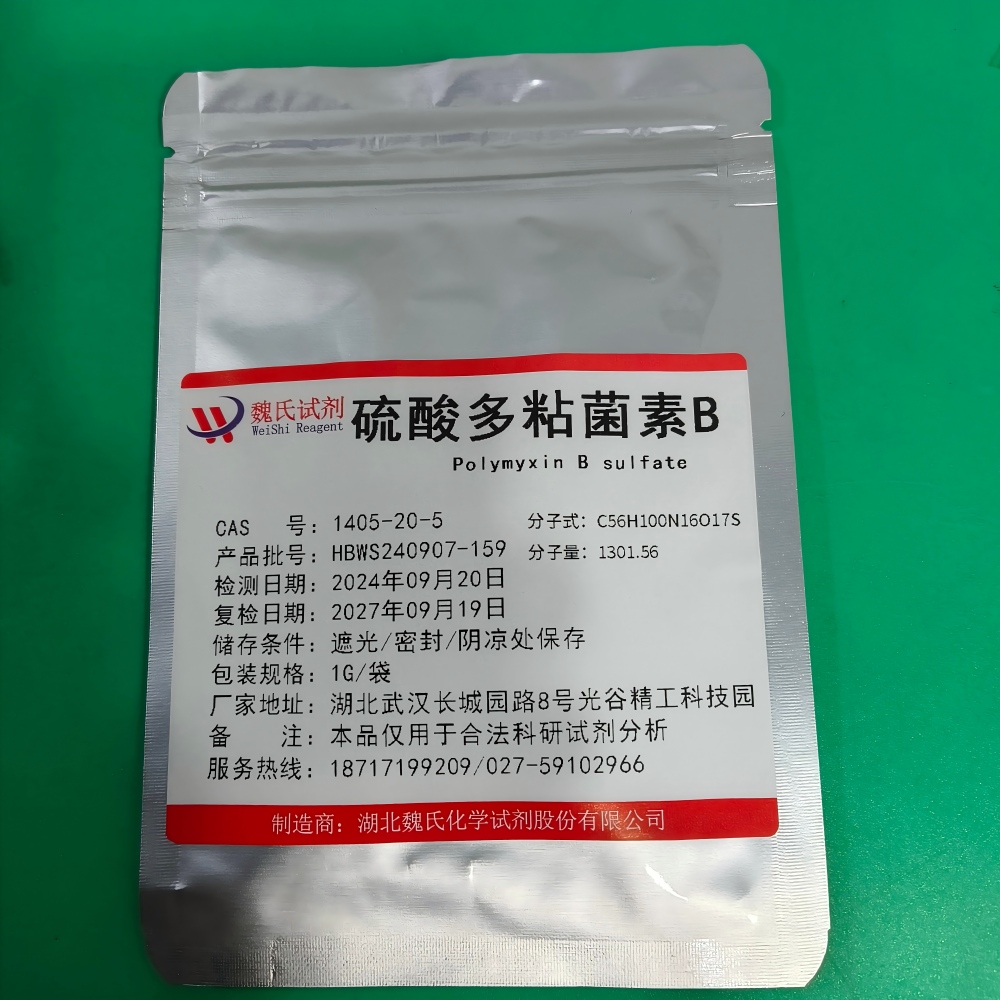 魏氏试剂
WeiShi Reagent
硫酸多粘菌素B
Polymyxin B sulfate
CAS 号：1405-20-5 分子式：C56H100N16O17S
产品批号：HBWS240907-159 分子量：1301.56
检测日期：2024年09月20日
复检日期：2027年09月19日
储存条件：遮光/密封/阴凉处保存
包装规格：1G/袋
厂家地址：湖北武汉长城园路8号光谷精工科技园
备 注：本品仅用于合法科研试剂分析
服务热线：18717199209/027-59102966
制造商：湖北魏氏化学试剂股份有限公司